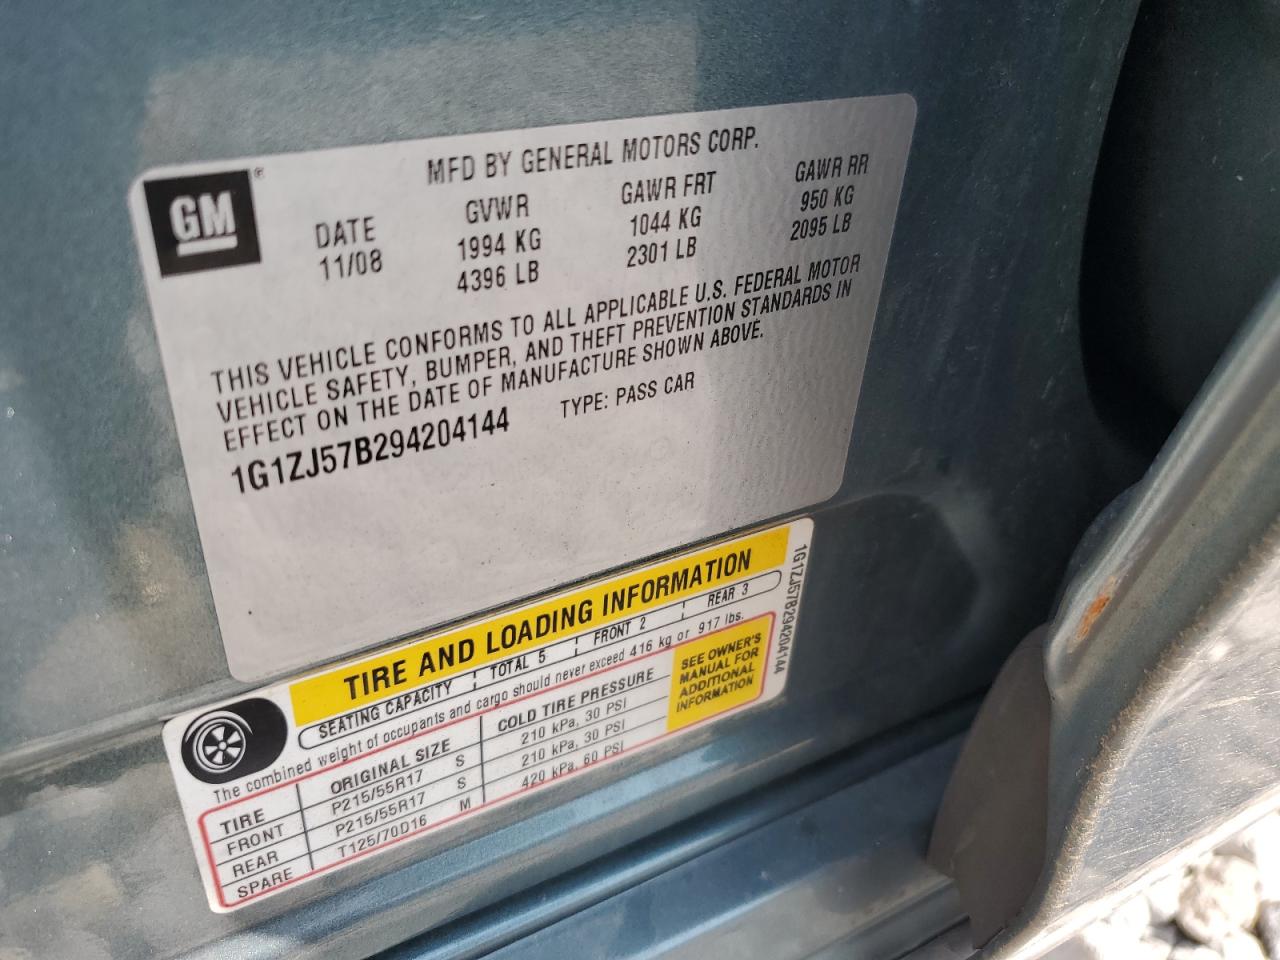 MFD BY GENERAL MOTORS CORP.
GM ®
DATE GVWR GAWR FRT GAWR RR
11/08 1994 KG 1044 KG 950 KG
4396 LB 2301 LB 2095 LB
THIS VEHICLE CONFORMS TO ALL APPLICABLE U.S. FEDERAL MOTOR
VEHICLE SAFETY, BUMPER, AND THEFT PREVENTION STANDARDS IN
EFFECT ON THE DATE OF MANUFACTURE SHOWN ABOVE.
1G1ZJ57B294204144 TYPE: PASS CAR
TIRE AND LOADING INFORMATION
SEATING CAPACITY TOTAL 5 FRONT 2 REAR 3
The combined weight of occupants and cargo should never exceed 416 kg or 917 lbs.
TIRE ORIGINAL SIZE COLD TIRE PRESSURE
FRONT P215/55R17 S 210 kPa, 30 PSI
REAR P215/55R17 S 210 kPa, 30 PSI
SPARE T125/70D16 M 420 kPa, 60 PSI
SEE OWNER'S
MANUAL FOR
ADDITIONAL
INFORMATION
1G1ZJ57B294204144